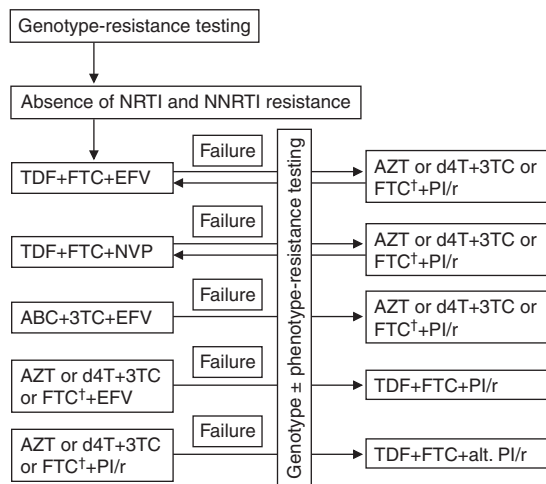 Genotype-resistance testing
Absence of NRTI and NNRTI resistance
Failure
TDF+FTC+EFV
AZT or d4T+3TC or
FTC†+PI/r
Failure
TDF+FTC+NVP
AZT or d4T+3TC or
FTC†+PI/r
Failure
ABC+3TC+EFV
AZT or d4T+3TC or
FTC†+PI/r
Failure
AZT or d4T+3TC
or FTC†+EFV
TDF+FTC+PI/r
Failure
AZT or d4T+3TC
or FTC†+PI/r
TDF+FTC+alt. PI/r
Genotype ± phenotype-resistance testing